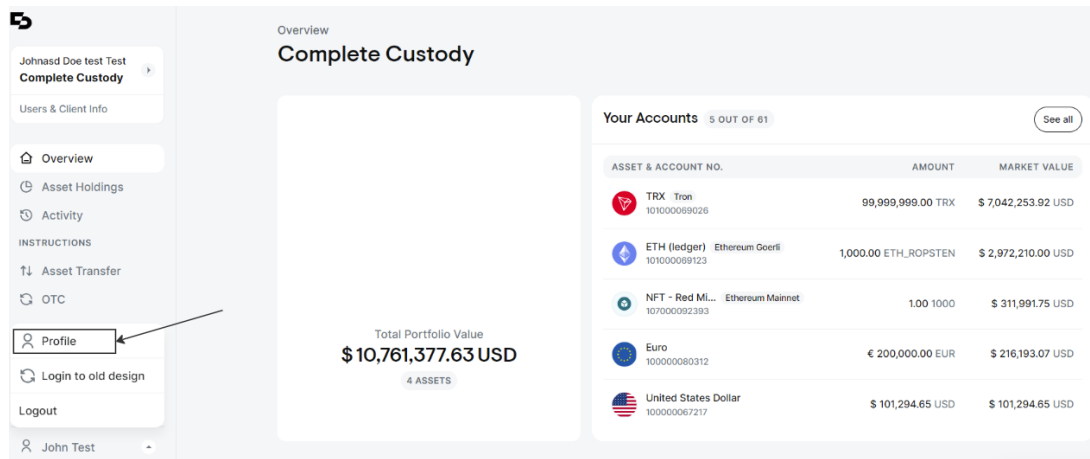 Johnasd Doe test Test
Complete Custody
Users & Client Info
Overview
Asset Holdings
Activity
INSTRUCTIONS
Asset Transfer
OTC
Profile
Login to old design
Logout
John Test
Overview
Complete Custody
Total Portfolio Value
$ 10,761,377.63 USD
4 ASSETS
Your Accounts 5 OUT OF 61
See all
ASSET & ACCOUNT NO. AMOUNT MARKET VALUE
TRX Tron
101000069026
99,999,999.00 TRX $ 7,042,253.92 USD
ETH (ledger) Ethereum Goerli
101000069123
1,000.00 ETH_ROPSTEN $ 2,972,210.00 USD
NFT - Red Mi... Ethereum Mainnet
107000092393
1.00 1000 $ 311,991.75 USD
Euro
100000080312
€ 200,000.00 EUR $ 216,193.07 USD
United States Dollar
100000067217
$ 101,294.65 USD $ 101,294.65 USD